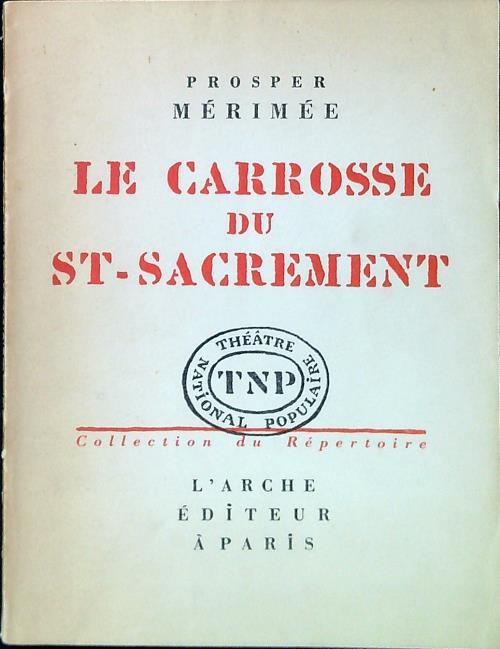 PROSPER
MÉRIMÉE
LE CARROSSE
DU
ST-SACREMENT
THÉÂTRE
NATIONAL POPULAIRE
TNP
Collection du Répertoire
L'ARCHE
ÉDITEUR
À PARIS